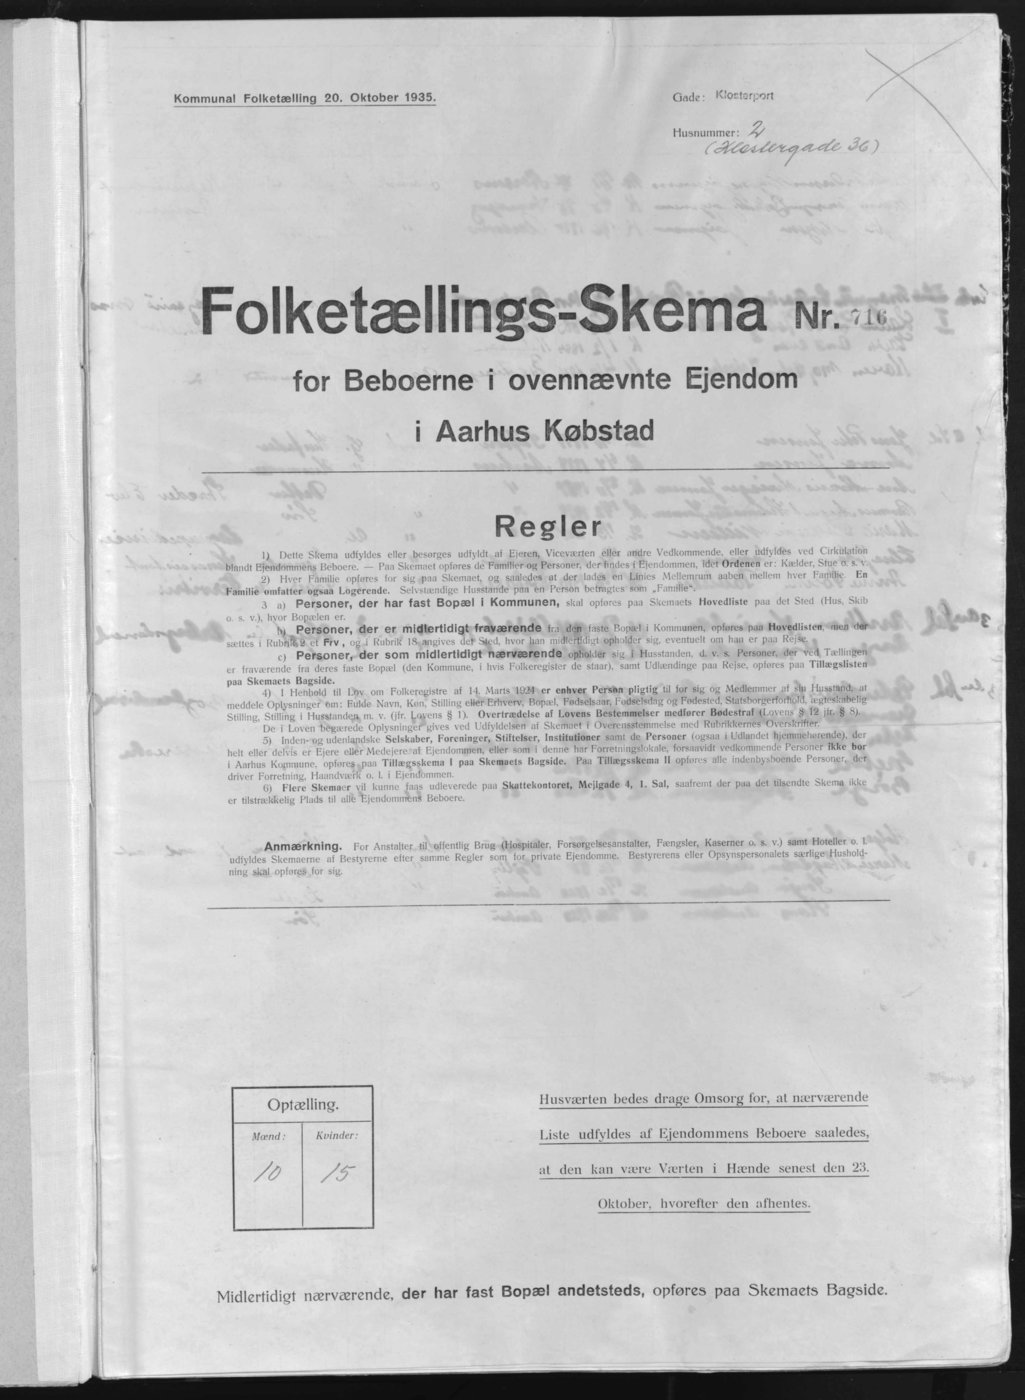 Kommunal Folketælling 20. Oktober 1935.
Gade: Klosterport
Husnummer: 2
(Klostergade 36)
Folketællings-Skema Nr. 716
for Beboerne i ovennævnte Ejendom
i Aarhus Købstad
Regler
1) Dette Skema udfyldes eller besørges udfyldt af Ejeren, Viceværten eller andre Vedkommende, eller udfyldes ved Cirkulation
blandt Ejendommens Beboere. — Paa Skemaet opføres de Familier og Personer, der findes i Ejendommen, idet Ordenen er: Kælder, Stue o. s. v.
2) Hver Familie opføres for sig paa Skemaet, og saaledes at der lades en Linies Mellemrum aaben mellem hver Familie. En
Familie omfatter ogsaa Logerende. Selvstændige Husstande paa en Person betragtes som „Familie".
3 a) Personer, der har fast Bopæl i Kommunen, skal opføres paa Skemaets Hovedliste paa det Sted (Hus, Skib
o. s. v.), hvor Bopælen er.
b) Personer, der er midlertidigt fraværende fra den faste Bopæl i Kommunen, opføres paa Hovedlisten, men der
sættes i Rubrik 2 et Frv, og i Rubrik 18 angives det Sted, hvor han midlertidigt opholder sig, eventuelt om han er paa Rejse.
c) Personer, der som midlertidigt nærværende opholder sig i Husstanden, d. v. s. Personer, der ved Tællingen
er fraværende fra deres faste Bopæl (den Kommune, i hvis Folkeregister de staar), samt Udlændinge paa Rejse, opføres paa Tillægslisten
paa Skemaets Bagside.
4) I Henhold til Lov om Folkeregistre af 14. Marts 1924 er enhver Person pligtig til for sig og Medlemmer af sin Husstand, at
meddele Oplysninger om: Fulde Navn, Køn, Stilling eller Erhverv, Bopæl, Fødselsaar, Fødselsdag og Fødested, Statsborgerforhold, ægteskabelig
Stilling, Stilling i Husstanden m. v. (jfr. Lovens § 1). Overtrædelse af Lovens Bestemmelser medfører Bødestraf (Lovens § 12 jfr. § 8).
De i Loven begærede Oplysninger gives ved Udfyldelsen af Skemaet i Overensstemmelse med Rubrikkernes Overskrifter.
5) Inden- og udenlandske Selskaber, Foreninger, Stiftelser, Institutioner samt de Personer (ogsaa i Udlandet hjemmehørende), der
helt eller delvis er Ejere eller Medejere af Ejendommen, eller som i denne har Forretningslokale, forsaavidt vedkommende Personer ikke bor
i Aarhus Kommune, opføres paa Tillægsskema I paa Skemaets Bagside. Paa Tillægsskema II opføres alle indenbysboende Personer, der
driver Forretning, Haandværk o. l. i Ejendommen.
6) Flere Skemaer vil kunne faas udleverede paa Skattekontoret, Mejlgade 4, 1. Sal, saafremt der paa det tilsendte Skema ikke
er tilstrækkelig Plads til alle Ejendommens Beboere.
Anmærkning. For Anstalter til offentlig Brug (Hospitaler, Forsørgelsesanstalter, Fængsler, Kaserner o. s. v.) samt Hoteller o. l.
udfyldes Skemaerne af Bestyrerne efter samme Regler som for private Ejendomme. Bestyrerens eller Opsynspersonalets særlige Hushold-
ning skal opføres for sig.
Optælling.
Mænd: Kvinder:
10 15
Husværten bedes drage Omsorg for, at nærværende
Liste udfyldes af Ejendommens Beboere saaledes,
at den kan være Værten i Hænde senest den 23.
Oktober, hvorefter den afhentes.
Midlertidigt nærværende, der har fast Bopæl andetsteds, opføres paa Skemaets Bagside.